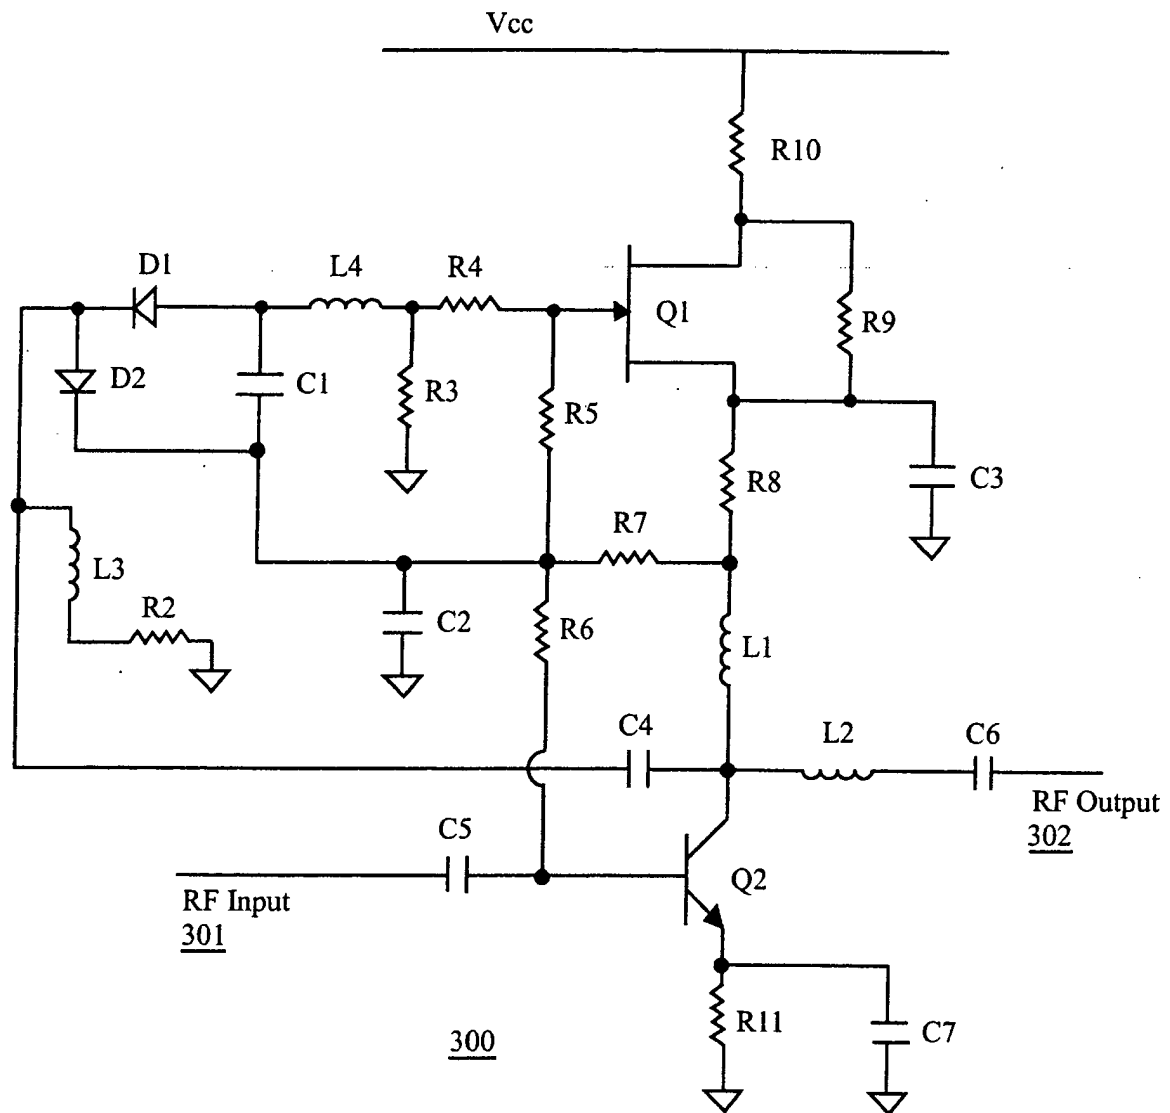 Vcc
R10
D1
L4
R4
Q1
R9
D2
C1
R3
R5
R8
C3
R7
L3
R2
C2
R6
L1
C4
L2
C6
RF Output
302
C5
Q2
RF Input
301
R11
C7
300